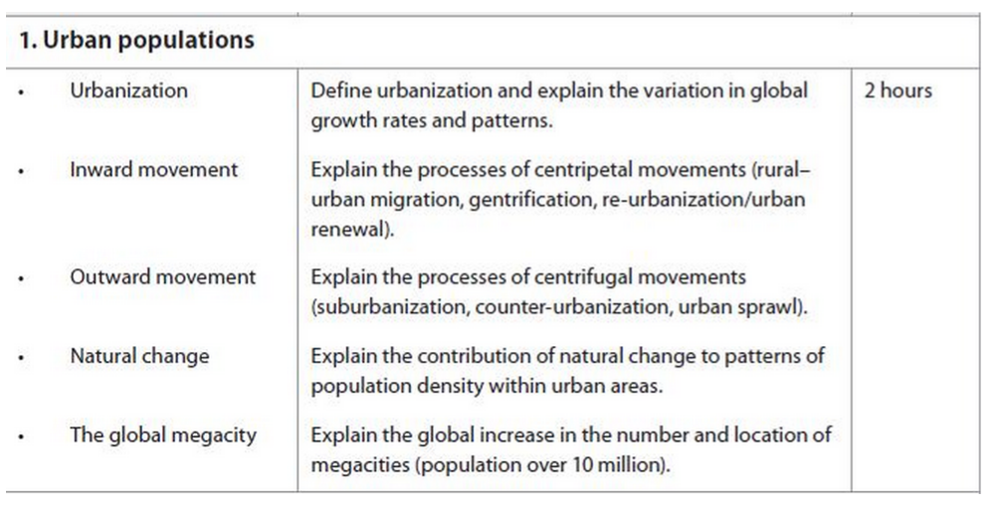 1. Urban populations
• Urbanization
Define urbanization and explain the variation in global
growth rates and patterns.
2 hours
• Inward movement
Explain the processes of centripetal movements (rural–
urban migration, gentrification, re-urbanization/urban
renewal).
• Outward movement
Explain the processes of centrifugal movements
(suburbanization, counter-urbanization, urban sprawl).
• Natural change
Explain the contribution of natural change to patterns of
population density within urban areas.
• The global megacity
Explain the global increase in the number and location of
megacities (population over 10 million).